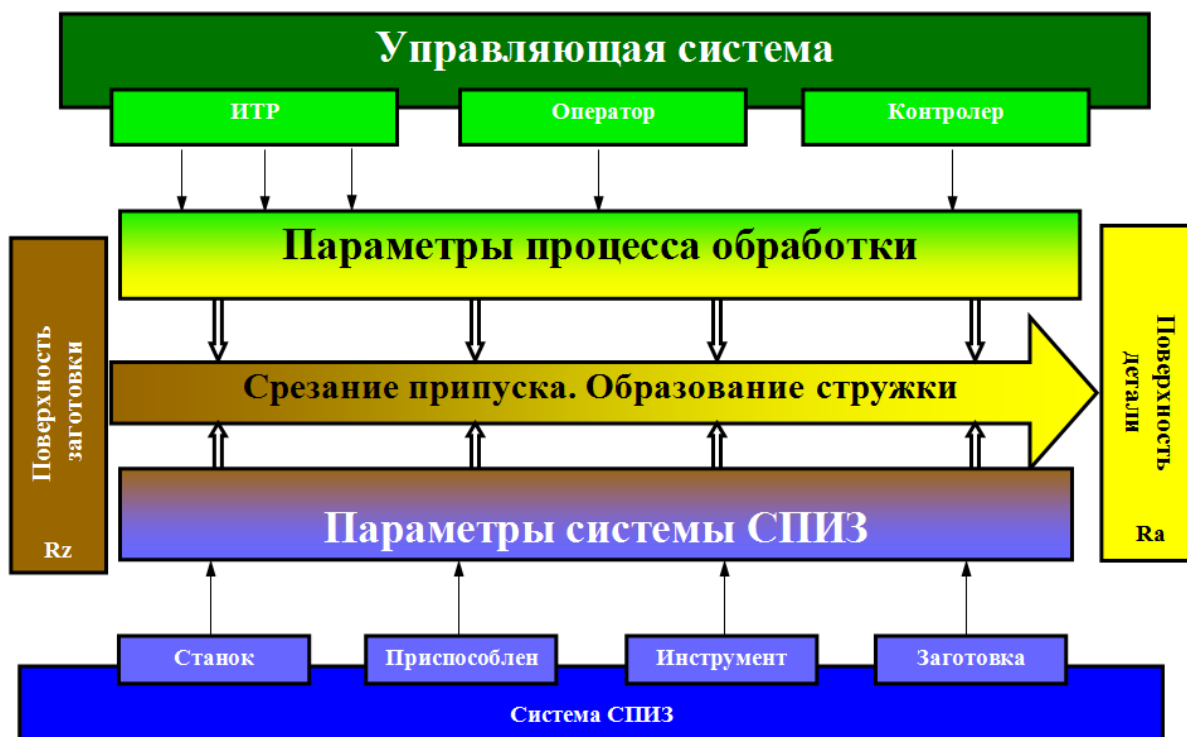 Управляющая система
ИТР
Оператор
Контролер
Параметры процесса обработки
Поверхность
заготовки
Rz
Срезание припуска. Образование стружки
Поверхность
детали
Ra
Параметры системы СПИЗ
Станок
Приспособлен
Инструмент
Заготовка
Система СПИЗ